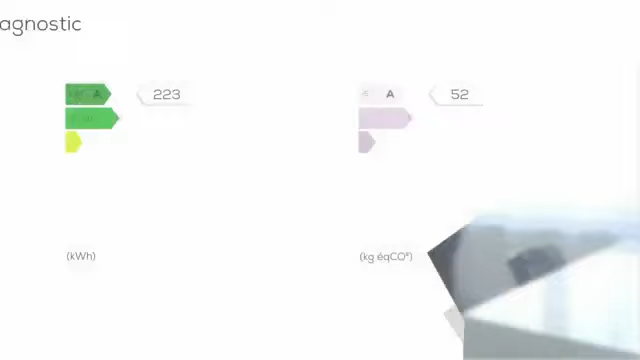 agnostic
A 223
A 52
(kWh)
(kg éqCO²)